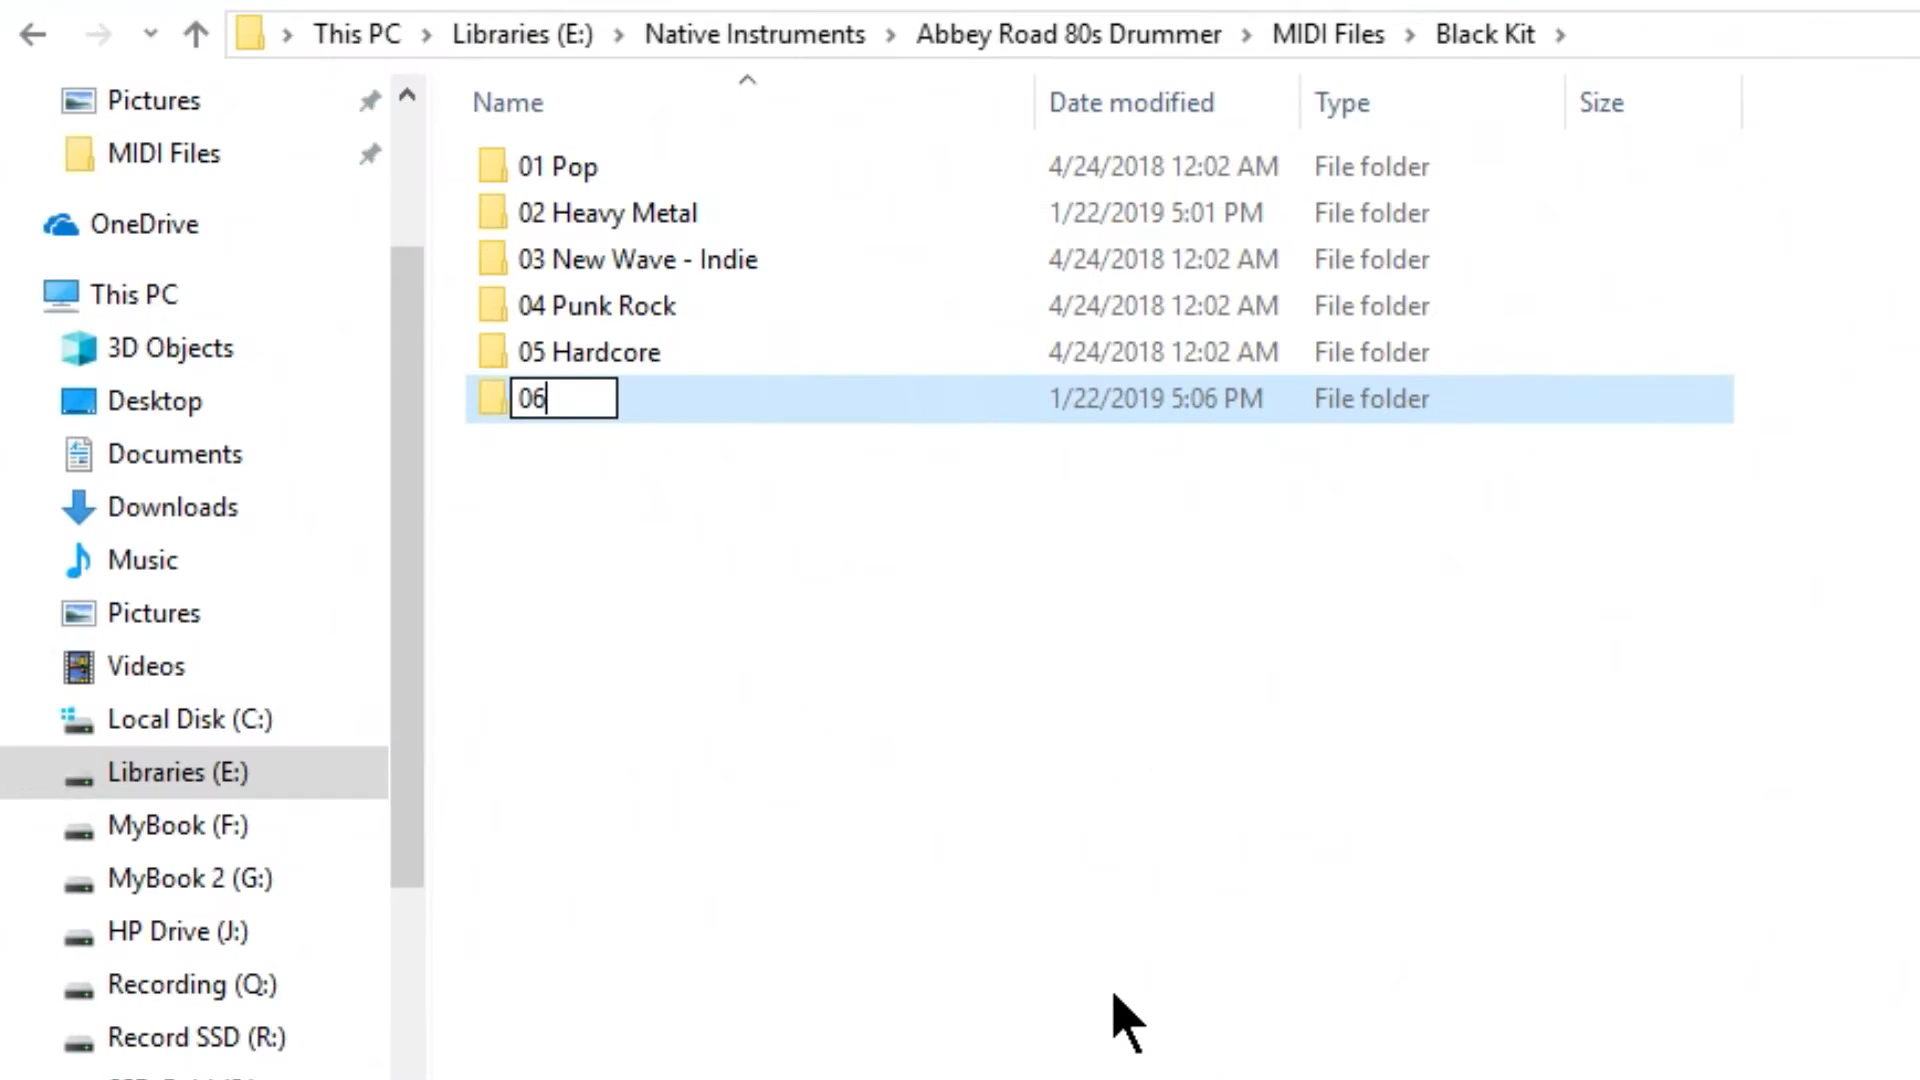 This PC > Libraries (E:) > Native Instruments > Abbey Road 80s Drummer > MIDI Files > Black Kit >
Pictures
MIDI Files
OneDrive
This PC
3D Objects
Desktop
Documents
Downloads
Music
Pictures
Videos
Local Disk (C:)
Libraries (E:)
MyBook (F:)
MyBook 2 (G:)
HP Drive (J:)
Recording (Q:)
Record SSD (R:)
Name Date modified Type Size
01 Pop 4/24/2018 12:02 AM File folder
02 Heavy Metal 1/22/2019 5:01 PM File folder
03 New Wave - Indie 4/24/2018 12:02 AM File folder
04 Punk Rock 4/24/2018 12:02 AM File folder
05 Hardcore 4/24/2018 12:02 AM File folder
06 1/22/2019 5:06 PM File folder